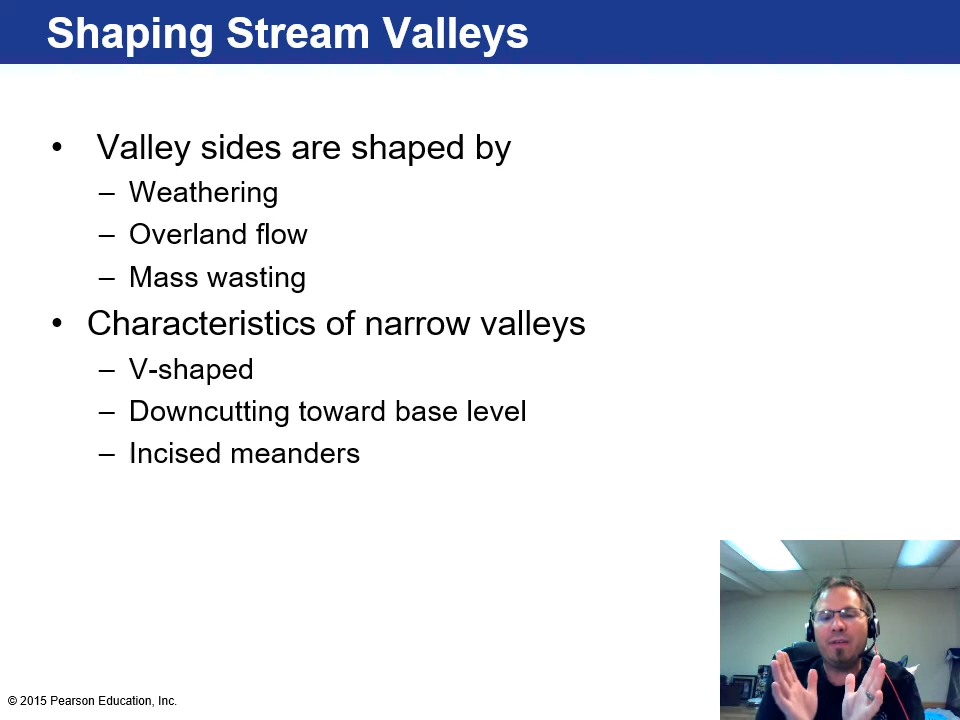 Shaping Stream Valleys
• Valley sides are shaped by
– Weathering
– Overland flow
– Mass wasting
• Characteristics of narrow valleys
– V-shaped
– Downcutting toward base level
– Incised meanders
© 2015 Pearson Education, Inc.